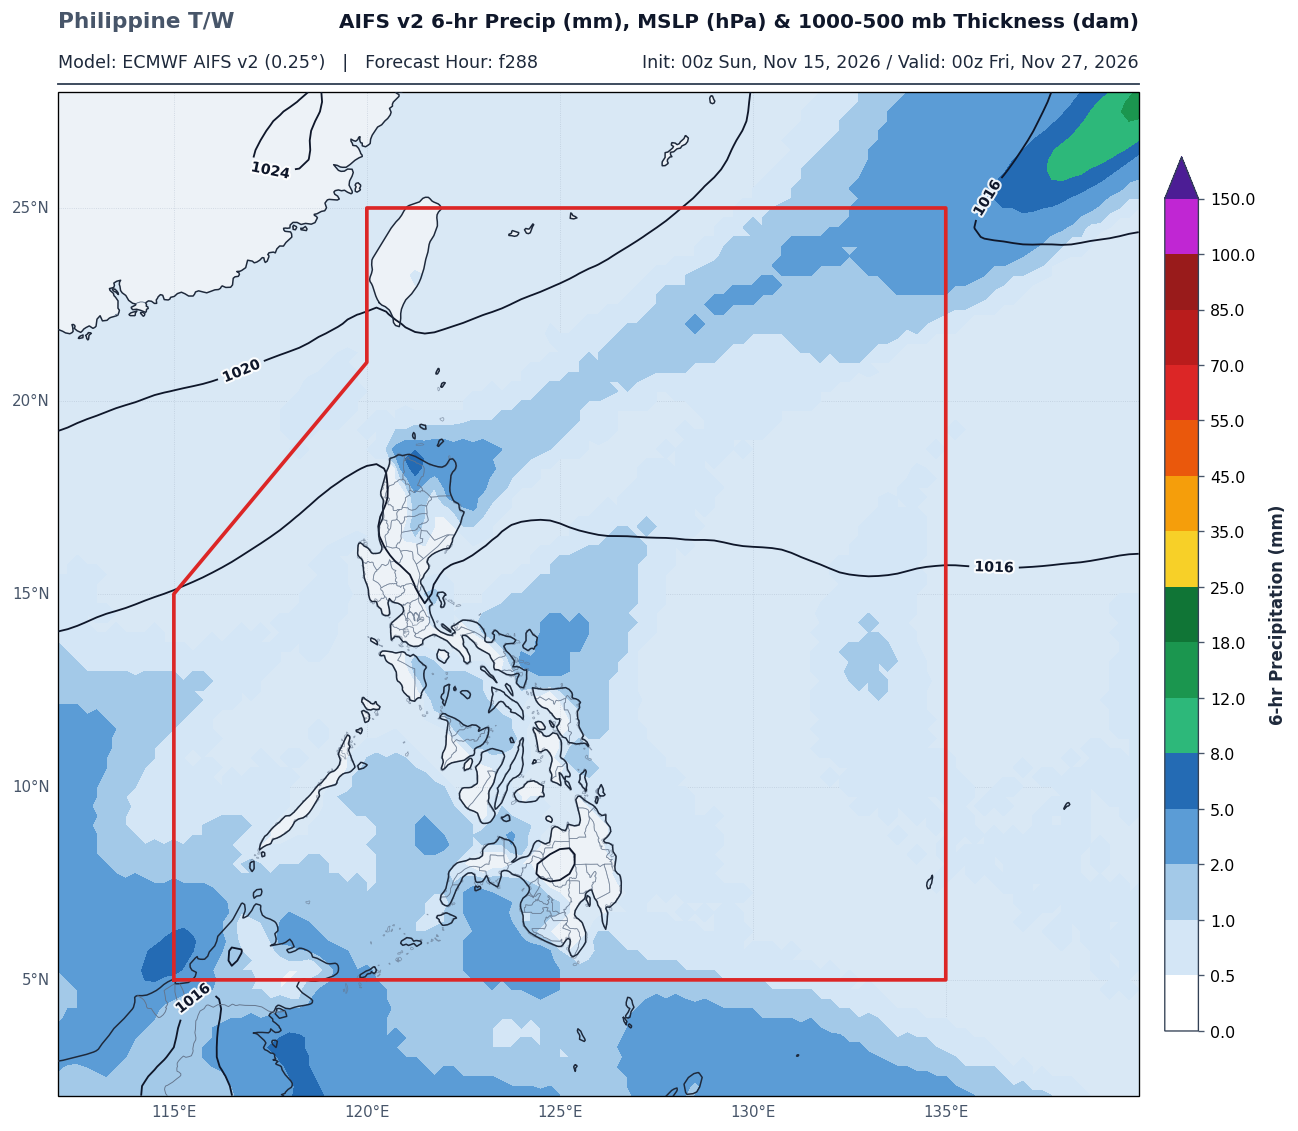 Philippine T/W
AIFS v2 6-hr Precip (mm), MSLP (hPa) & 1000-500 mb Thickness (dam)
Model: ECMWF AIFS v2 (0.25°) | Forecast Hour: f288
Init: 00z Sun, Nov 15, 2026 / Valid: 00z Fri, Nov 27, 2026
1024
1016
1020
1016
1016
25°N
20°N
15°N
10°N
5°N
115°E
120°E
125°E
130°E
135°E
150.0
100.0
85.0
70.0
55.0
45.0
35.0
25.0
18.0
12.0
8.0
5.0
2.0
1.0
0.5
0.0
6-hr Precipitation (mm)